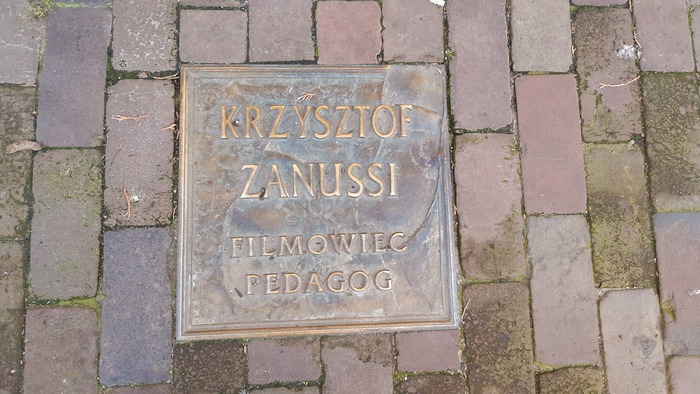 KRZYSZTOF
ZANUSSI
FILMOWIEC
PEDAGOG